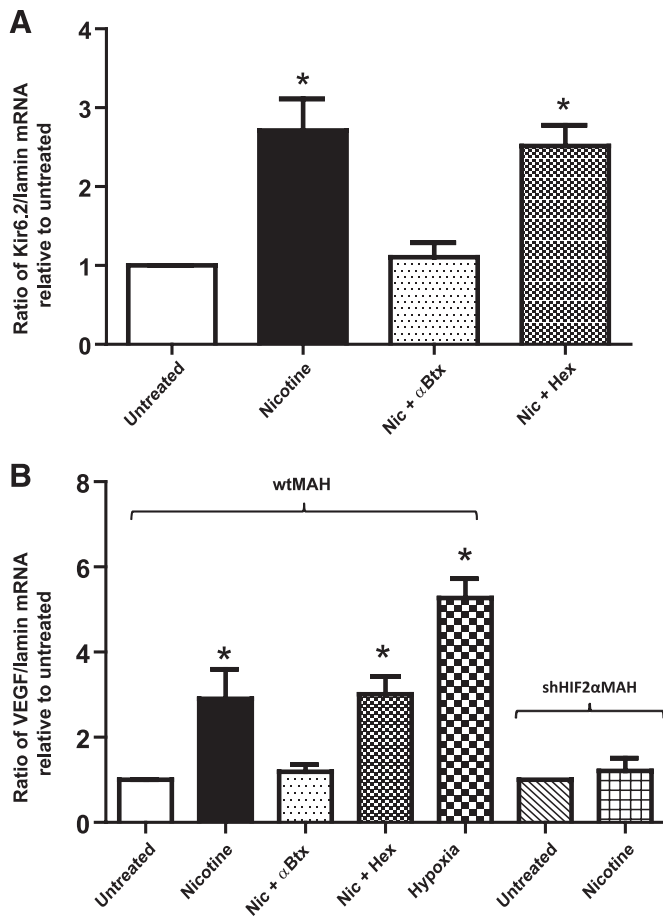 A
Ratio of Kir6.2/lamin mRNA
relative to untreated
4
3
2
1
0
*
*
Untreated
Nicotine
Nic + αBtx
Nic + Hex
B
Ratio of VEGF/lamin mRNA
relative to untreated
8
6
4
2
0
wtMAH
*
*
*
shHIF2αMAH
Untreated
Nicotine
Nic + αBtx
Nic + Hex
Hypoxia
Untreated
Nicotine